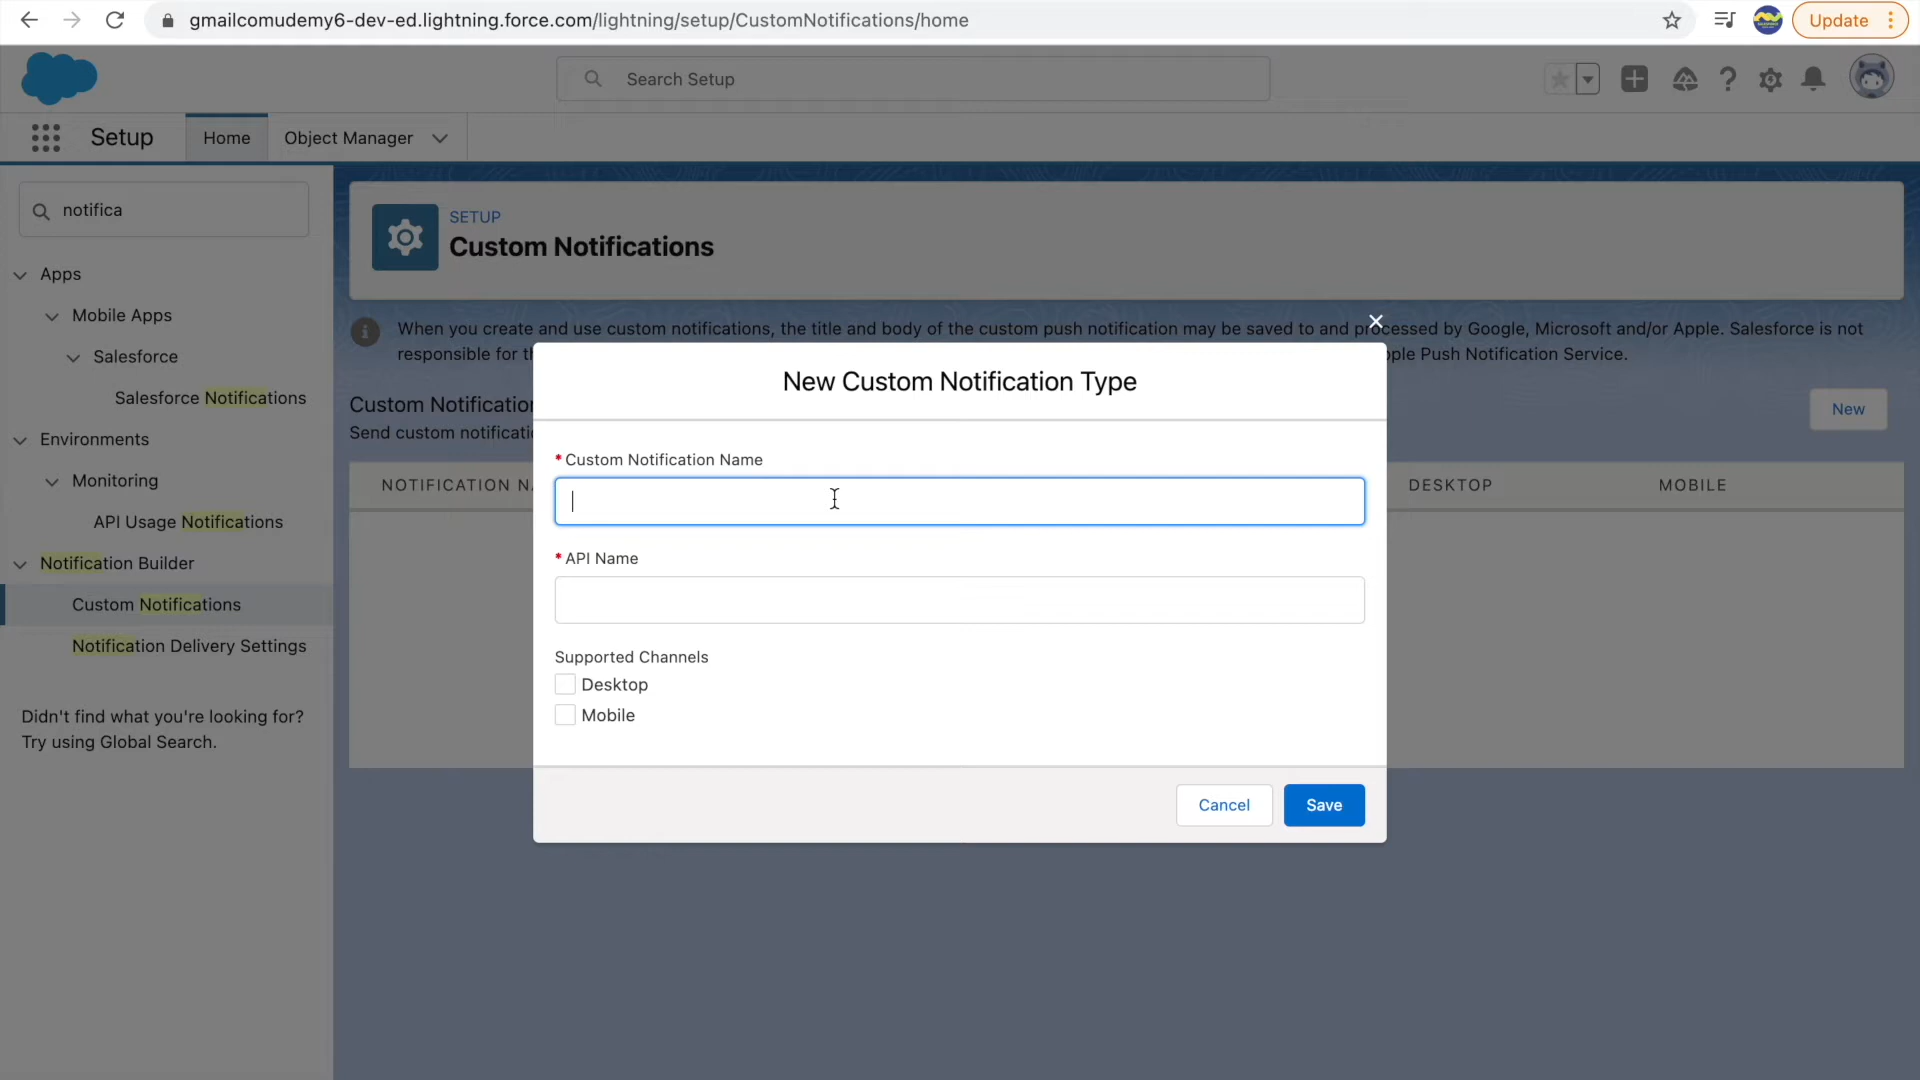 gmailcomudemy6-dev-ed.lightning.force.com/lightning/setup/CustomNotifications/home
Update
Search Setup
Setup
Home
Object Manager
notifica
Apps
Mobile Apps
Salesforce
Salesforce Notifications
Environments
Monitoring
API Usage Notifications
Notification Builder
Custom Notifications
Notification Delivery Settings
Didn't find what you're looking for?
Try using Global Search.
SETUP
Custom Notifications
When you create and use custom notifications, the title and body of the custom push notification may be saved to and processed by Google, Microsoft and/or Apple. Salesforce is not
responsible for th ple Push Notification Service.
Custom Notification
Send custom notificatio
New
NOTIFICATION NA
DESKTOP
MOBILE
New Custom Notification Type
* Custom Notification Name
* API Name
Supported Channels
Desktop
Mobile
Cancel
Save